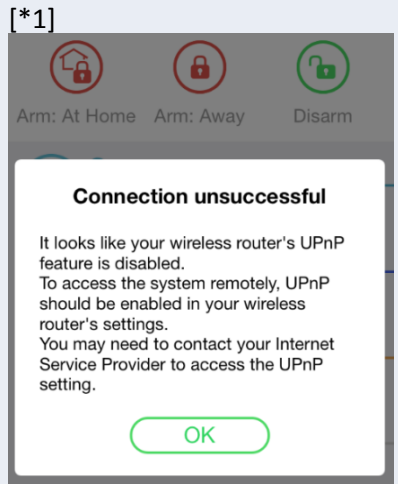 [*1]
Arm: At Home Arm: Away Disarm
Connection unsuccessful
It looks like your wireless router's UPnP
feature is disabled.
To access the system remotely, UPnP
should be enabled in your wireless
router's settings.
You may need to contact your Internet
Service Provider to access the UPnP
setting.
OK